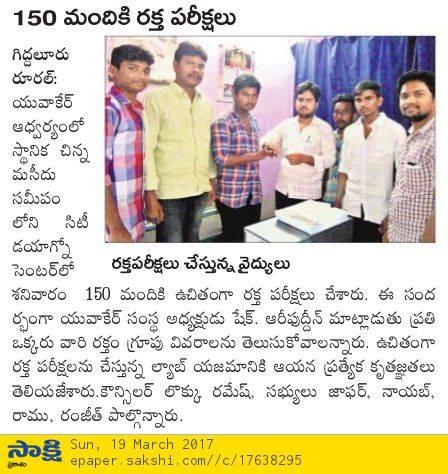 150 మందికి రక్త పరీక్షలు
గిద్దలూరు
రూరల్:
యువాకేర్
ఆధ్వర్యంలో
స్థానిక చిన్న
మసీదు
సమీపం
లోని సిటీ
డయాగ్నో
సెంటర్‌లో
రక్తపరీక్షలు చేస్తున్న వైద్యులు
శనివారం 150 మందికి ఉచితంగా రక్త పరీక్షలు చేశారు. ఈ సంద
ర్భంగా యువాకేర్ సంస్థ అధ్యక్షుడు షేక్. ఆరీపుద్దీన్ మాట్లాడుతు ప్రతి
ఒక్కరు వారి రక్తం గ్రూపు వివరాలను తెలుసుకోవాలన్నారు. ఉచితంగా
రక్త పరీక్షలను చేస్తున్న ల్యాబ్ యజమానికి ఆయన ప్రత్యేక కృతజ్ఞతలు
తెలియజేశారు.కౌన్సిలర్ లొక్కు రమేష్, సభ్యులు జాఫర్, నాయబ్,
రాము, రంజిత్ పాల్గొన్నారు.
సాక్షి Sun, 19 March 2017
ప్రకాశం epaper.sakshi.com//c/17638295